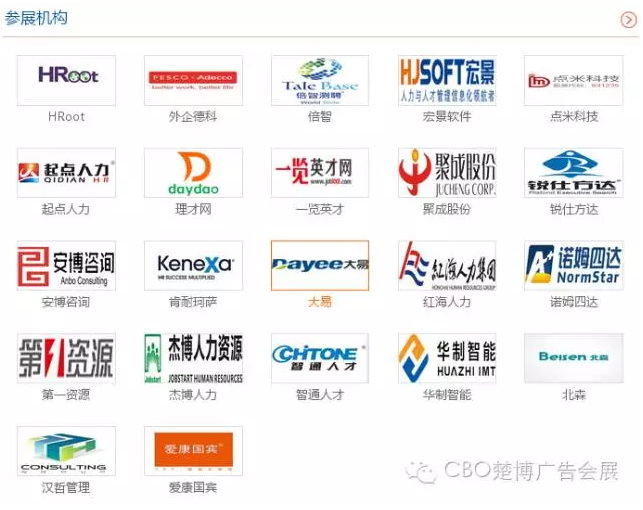 参展机构
HRoot
FESCO Adecco
better work, better life
Tale Base
倍智测聘
HJSOFT宏景
人力与人才管理信息化领航者
点米科技
831235
HRoot
外企德科
倍智
宏景软件
点米科技
起点人力
QIDIAN HR
daydao
一览英才网
www.job1001.com
聚成股份
JUCHENG CORP.
锐仕方达
起点人力
理才网
一览英才
聚成股份
锐仕方达
安博咨询
Anbo Consulting
Kenexa
HR SUCCESS MULTIPLIED
Dayee大易
红海人力集团
诺姆四达
NormStar
安博咨询
肯耐珂萨
大易
红海人力
诺姆四达
第1资源
杰博人力资源
Jobstart
JOBSTART HUMAN RESOURCES
CHITONE
智通人才
华制智能
HUAZHI IMT
Beisen 北森
第一资源
杰博人力
智通人才
华制智能
北森
CONSULTING
爱康国宾
CBO楚博广告会展
汉哲管理
爱康国宾